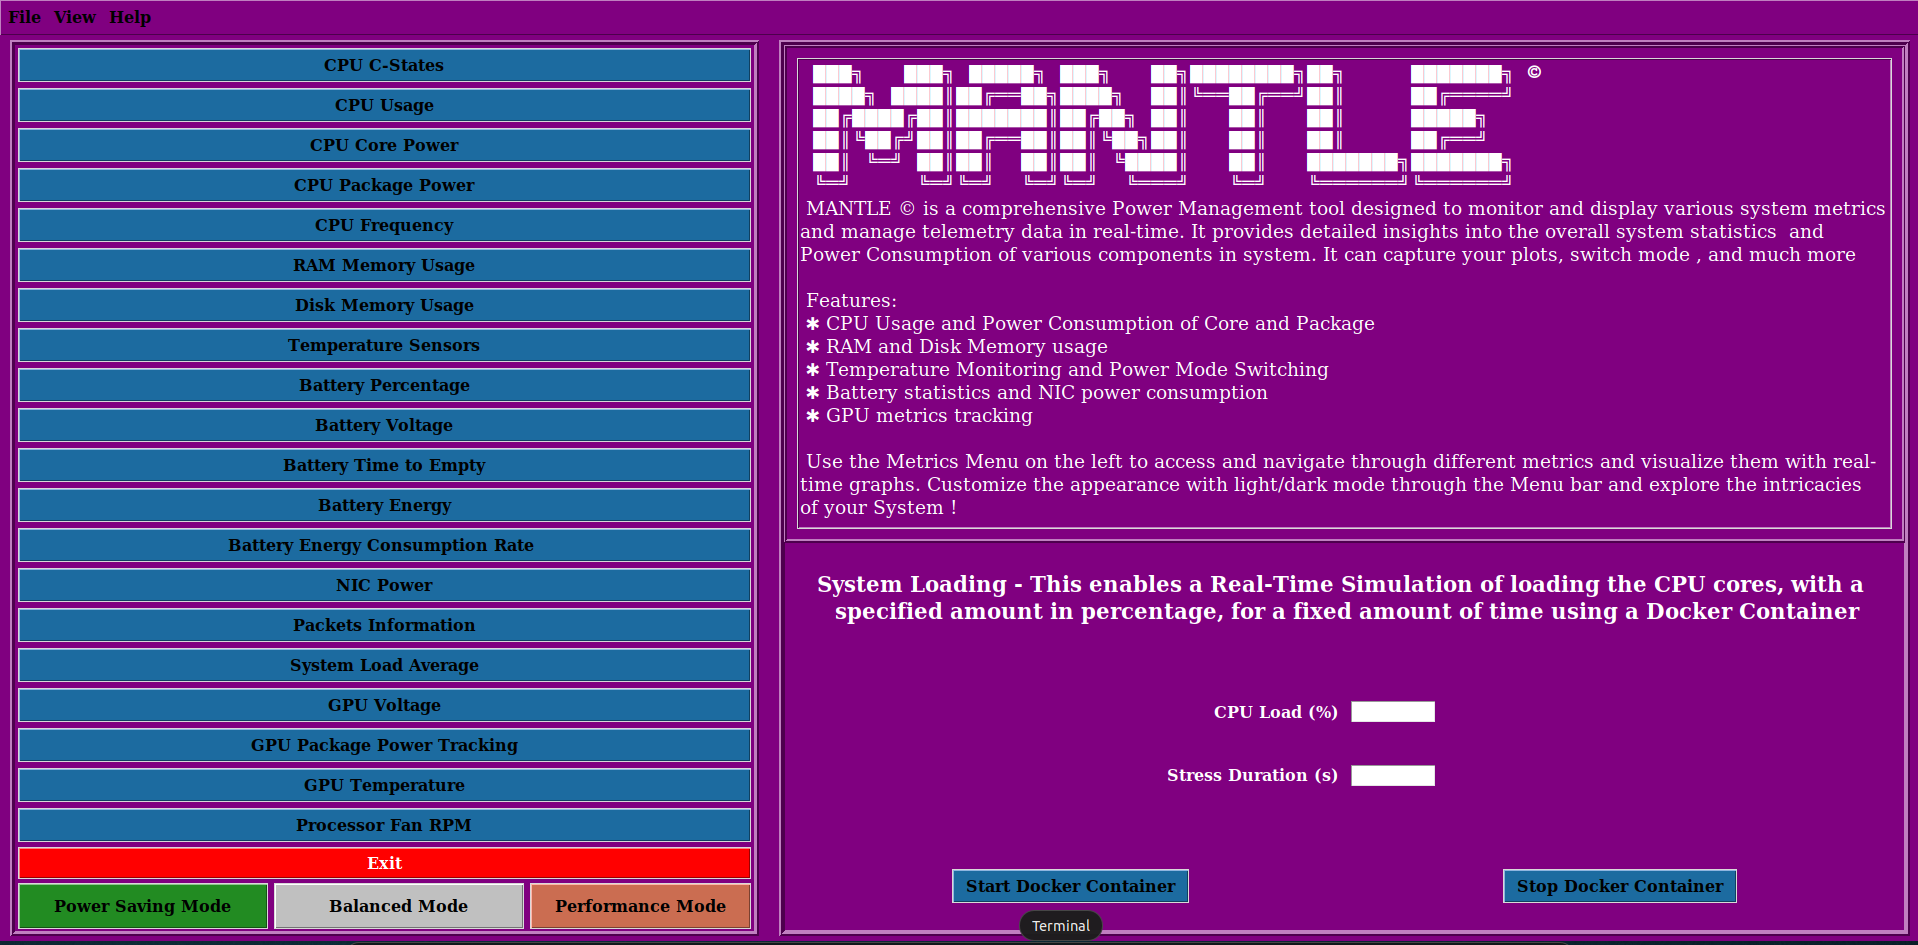 File View Help
CPU C-States
CPU Usage
CPU Core Power
CPU Package Power
CPU Frequency
RAM Memory Usage
Disk Memory Usage
Temperature Sensors
Battery Percentage
Battery Voltage
Battery Time to Empty
Battery Energy
Battery Energy Consumption Rate
NIC Power
Packets Information
System Load Average
GPU Voltage
GPU Package Power Tracking
GPU Temperature
Processor Fan RPM
Exit
Power Saving Mode Balanced Mode Performance Mode
MANTLE ©
MANTLE © is a comprehensive Power Management tool designed to monitor and display various system metrics
and manage telemetry data in real-time. It provides detailed insights into the overall system statistics  and
Power Consumption of various components in system. It can capture your plots, switch mode , and much more
Features:
✱ CPU Usage and Power Consumption of Core and Package
✱ RAM and Disk Memory usage
✱ Temperature Monitoring and Power Mode Switching
✱ Battery statistics and NIC power consumption
✱ GPU metrics tracking
Use the Metrics Menu on the left to access and navigate through different metrics and visualize them with real-
time graphs. Customize the appearance with light/dark mode through the Menu bar and explore the intricacies
of your System !
System Loading - This enables a Real-Time Simulation of loading the CPU cores, with a
specified amount in percentage, for a fixed amount of time using a Docker Container
CPU Load (%)
Stress Duration (s)
Start Docker Container Stop Docker Container
Terminal